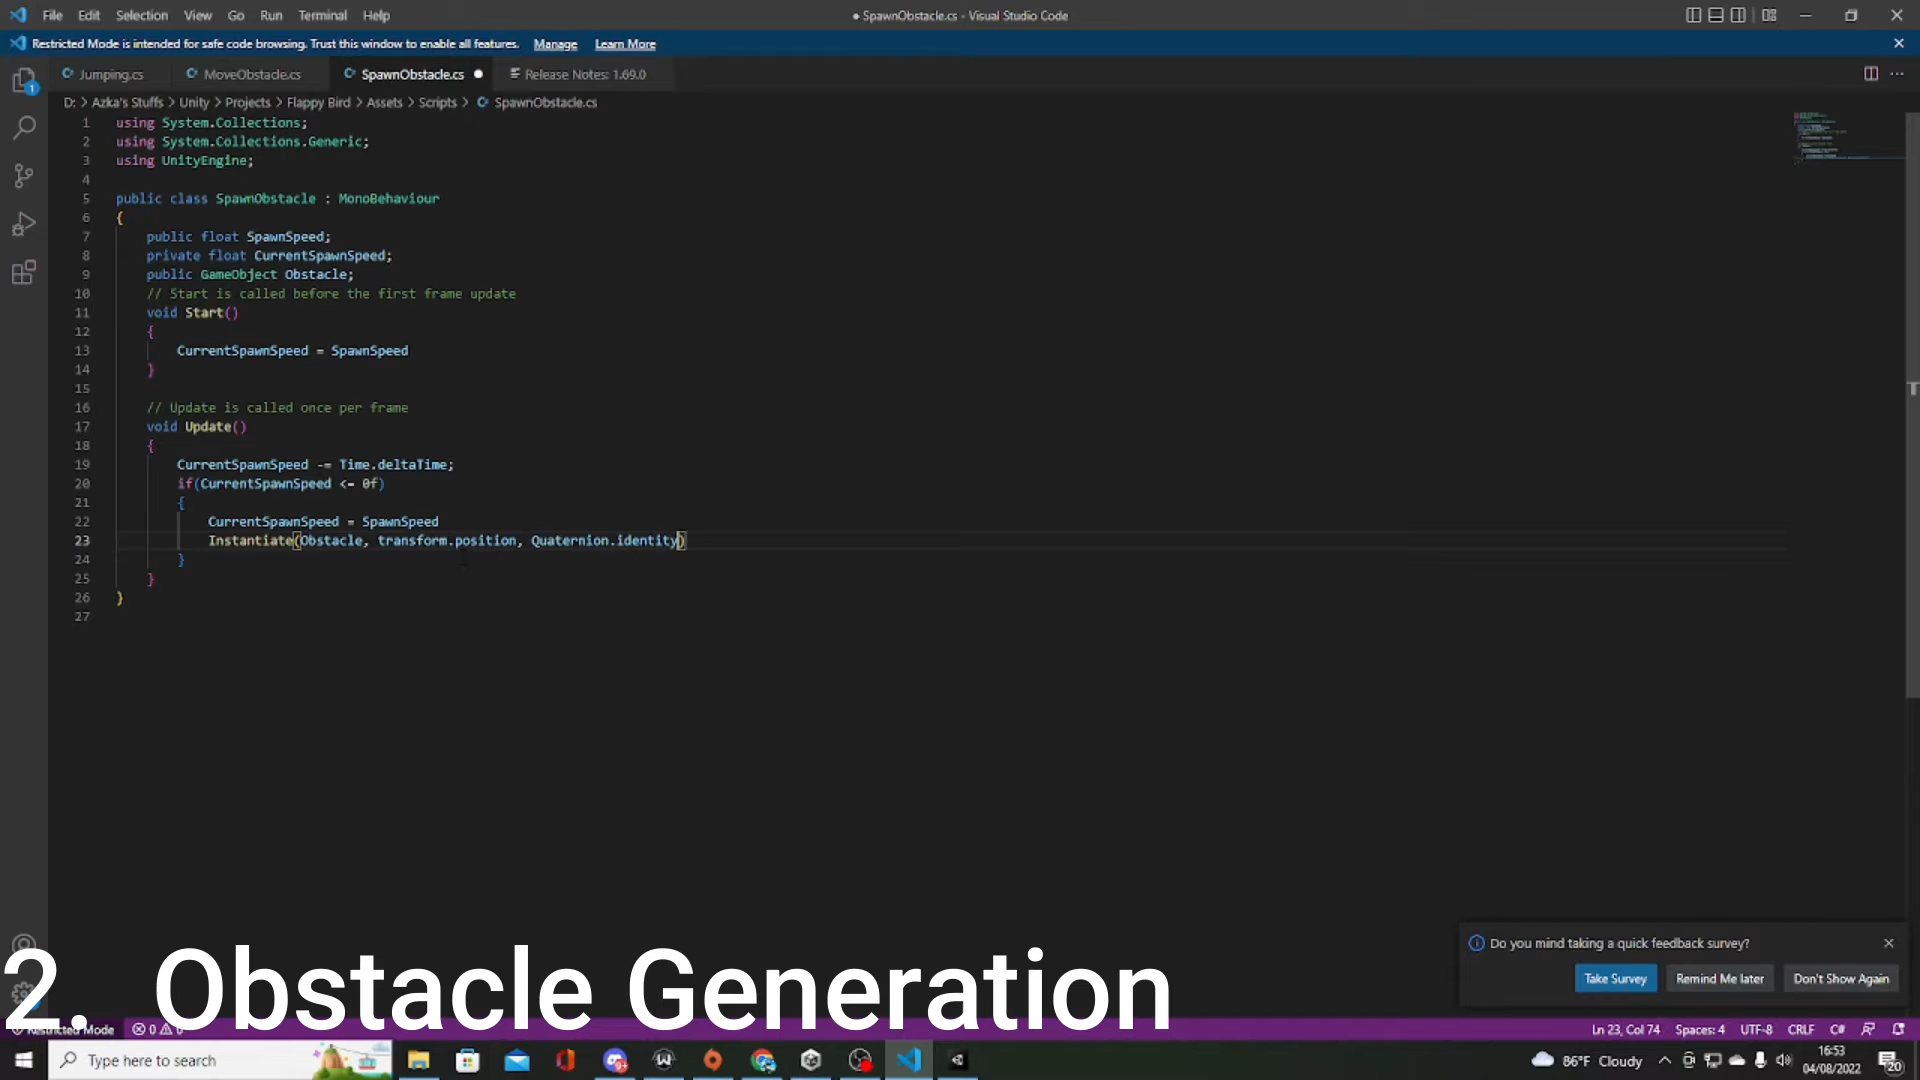 File Edit Selection View Go Run Terminal Help
● SpawnObstacle.cs - Visual Studio Code
Restricted Mode is intended for safe code browsing. Trust this window to enable all features. Manage Learn More
Jumping.cs MoveObstacle.cs SpawnObstacle.cs ● Release Notes: 1.69.0
D: > Azka's Stuffs > Unity > Projects > Flappy Bird > Assets > Scripts > SpawnObstacle.cs
1 using System.Collections;
2 using System.Collections.Generic;
3 using UnityEngine;
4
5 public class SpawnObstacle : MonoBehaviour
6 {
7 public float SpawnSpeed;
8 private float CurrentSpawnSpeed;
9 public GameObject Obstacle;
10 // Start is called before the first frame update
11 void Start()
12 {
13 CurrentSpawnSpeed = SpawnSpeed
14 }
15
16 // Update is called once per frame
17 void Update()
18 {
19 CurrentSpawnSpeed -= Time.deltaTime;
20 if(CurrentSpawnSpeed <= 0f)
21 {
22 CurrentSpawnSpeed = SpawnSpeed
23 Instantiate(Obstacle, transform.position, Quaternion.identity)
24 }
25 }
26 }
27
Do you mind taking a quick feedback survey?
Take Survey Remind Me later Don't Show Again
2. Obstacle Generation
Restricted Mode 0 0
Ln 23, Col 74 Spaces: 4 UTF-8 CRLF C#
Type here to search
86°F Cloudy
16:53
04/08/2022
20
1